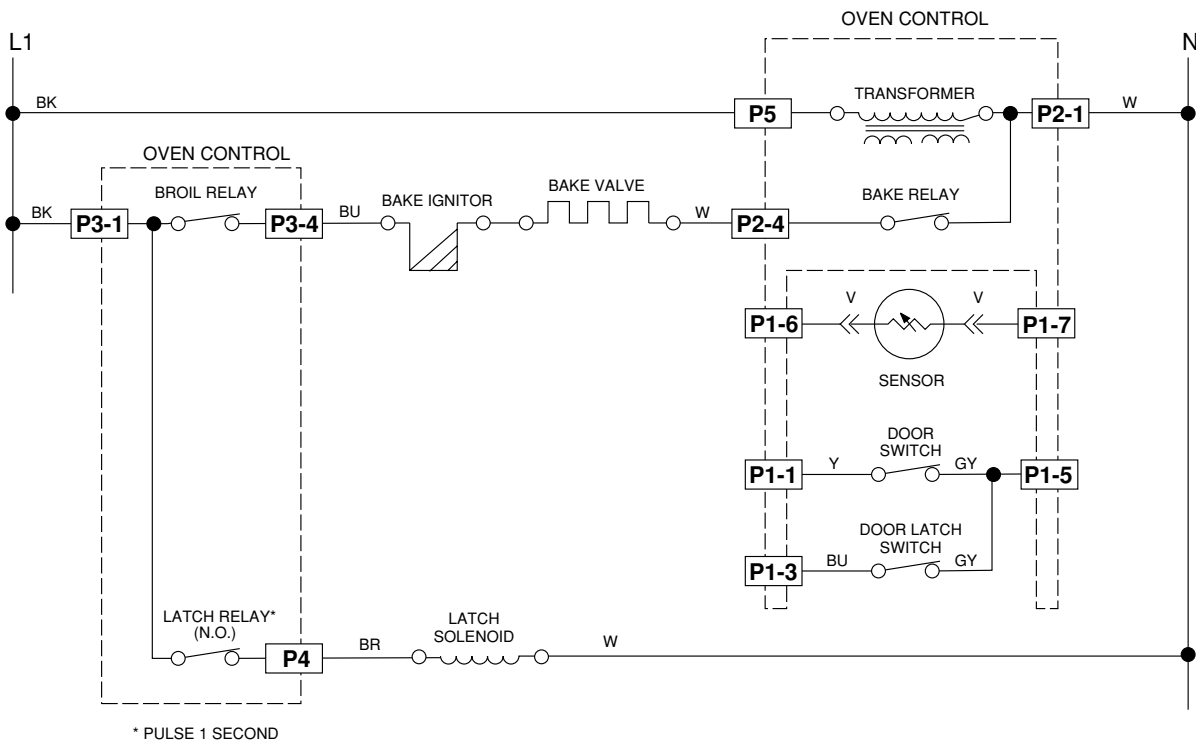 OVEN CONTROL
L1
N
BK
P5
TRANSFORMER
P2-1
W
OVEN CONTROL
BROIL RELAY
BK
P3-1
P3-4
BU
BAKE IGNITOR
BAKE VALVE
W
P2-4
BAKE RELAY
P1-6
V
V
P1-7
SENSOR
DOOR
SWITCH
P1-1
Y
GY
P1-5
DOOR LATCH
SWITCH
P1-3
BU
GY
LATCH RELAY*
(N.O.)
P4
BR
LATCH
SOLENOID
W
* PULSE 1 SECOND